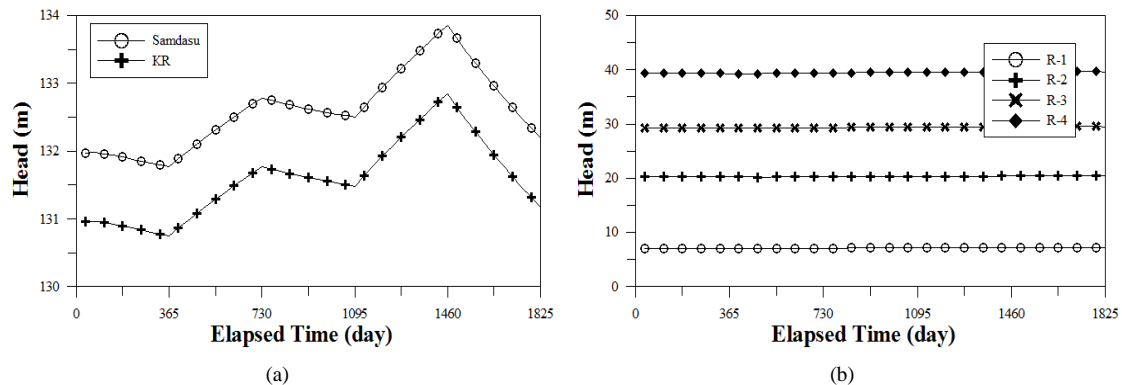 134
133
132
131
130
Head (m)
Samdasu
KR
0
365
730
1095
1460
1825
Elapsed Time (day)
(a)
50
40
30
20
10
0
Head (m)
R-1
R-2
R-3
R-4
0
365
730
1095
1460
1825
Elapsed Time (day)
(b)